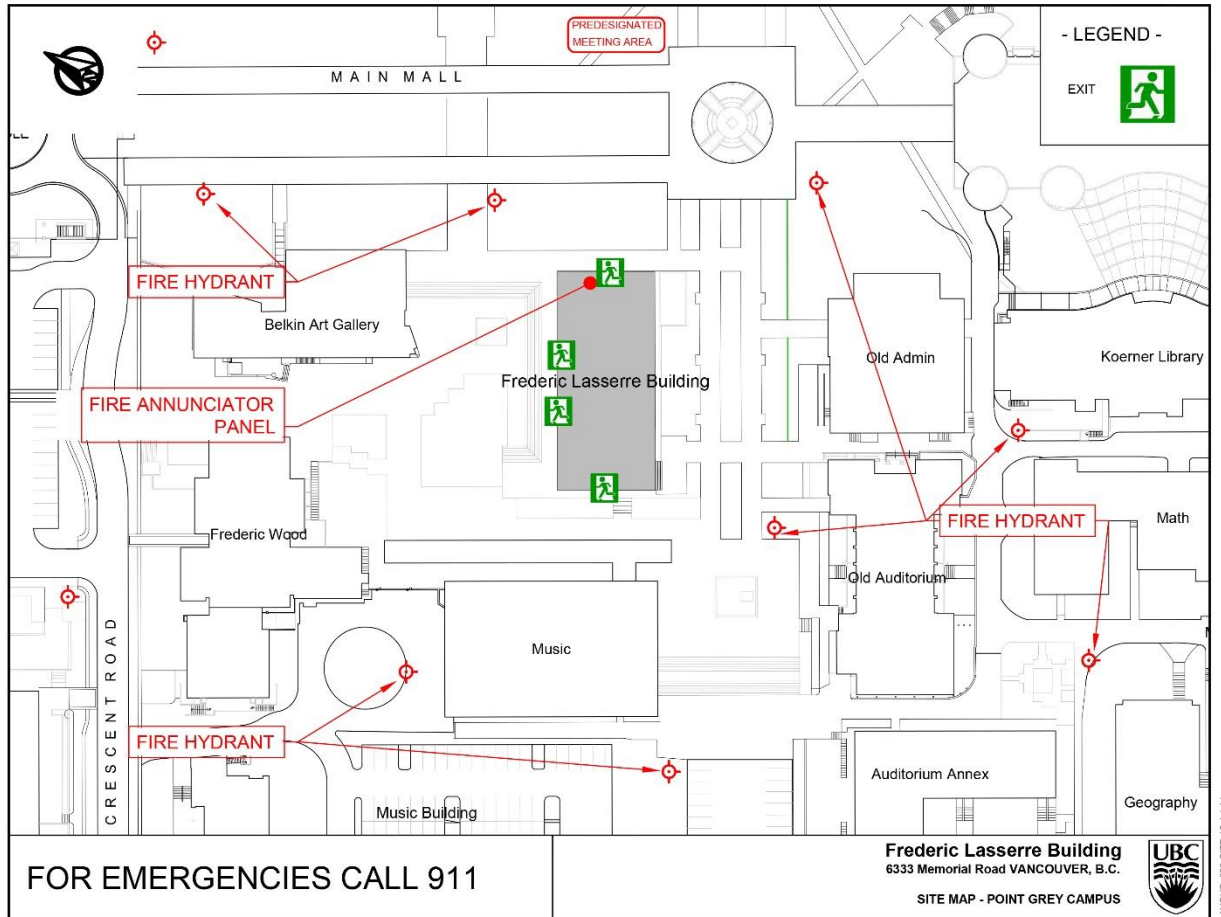 PREDESIGNATED
MEETING AREA
- LEGEND -
EXIT
MAIN MALL
FIRE HYDRANT
Belkin Art Gallery
Old Admin
Koerner Library
Frederic Lasserre Building
FIRE ANNUNCIATOR
PANEL
FIRE HYDRANT
Math
Frederic Wood
Old Auditorium
CRESCENT ROAD
Music
FIRE HYDRANT
Auditorium Annex
Music Building
Geography
FOR EMERGENCIES CALL 911
Frederic Lasserre Building
6333 Memorial Road VANCOUVER, B.C.
SITE MAP - POINT GREY CAMPUS
UBC